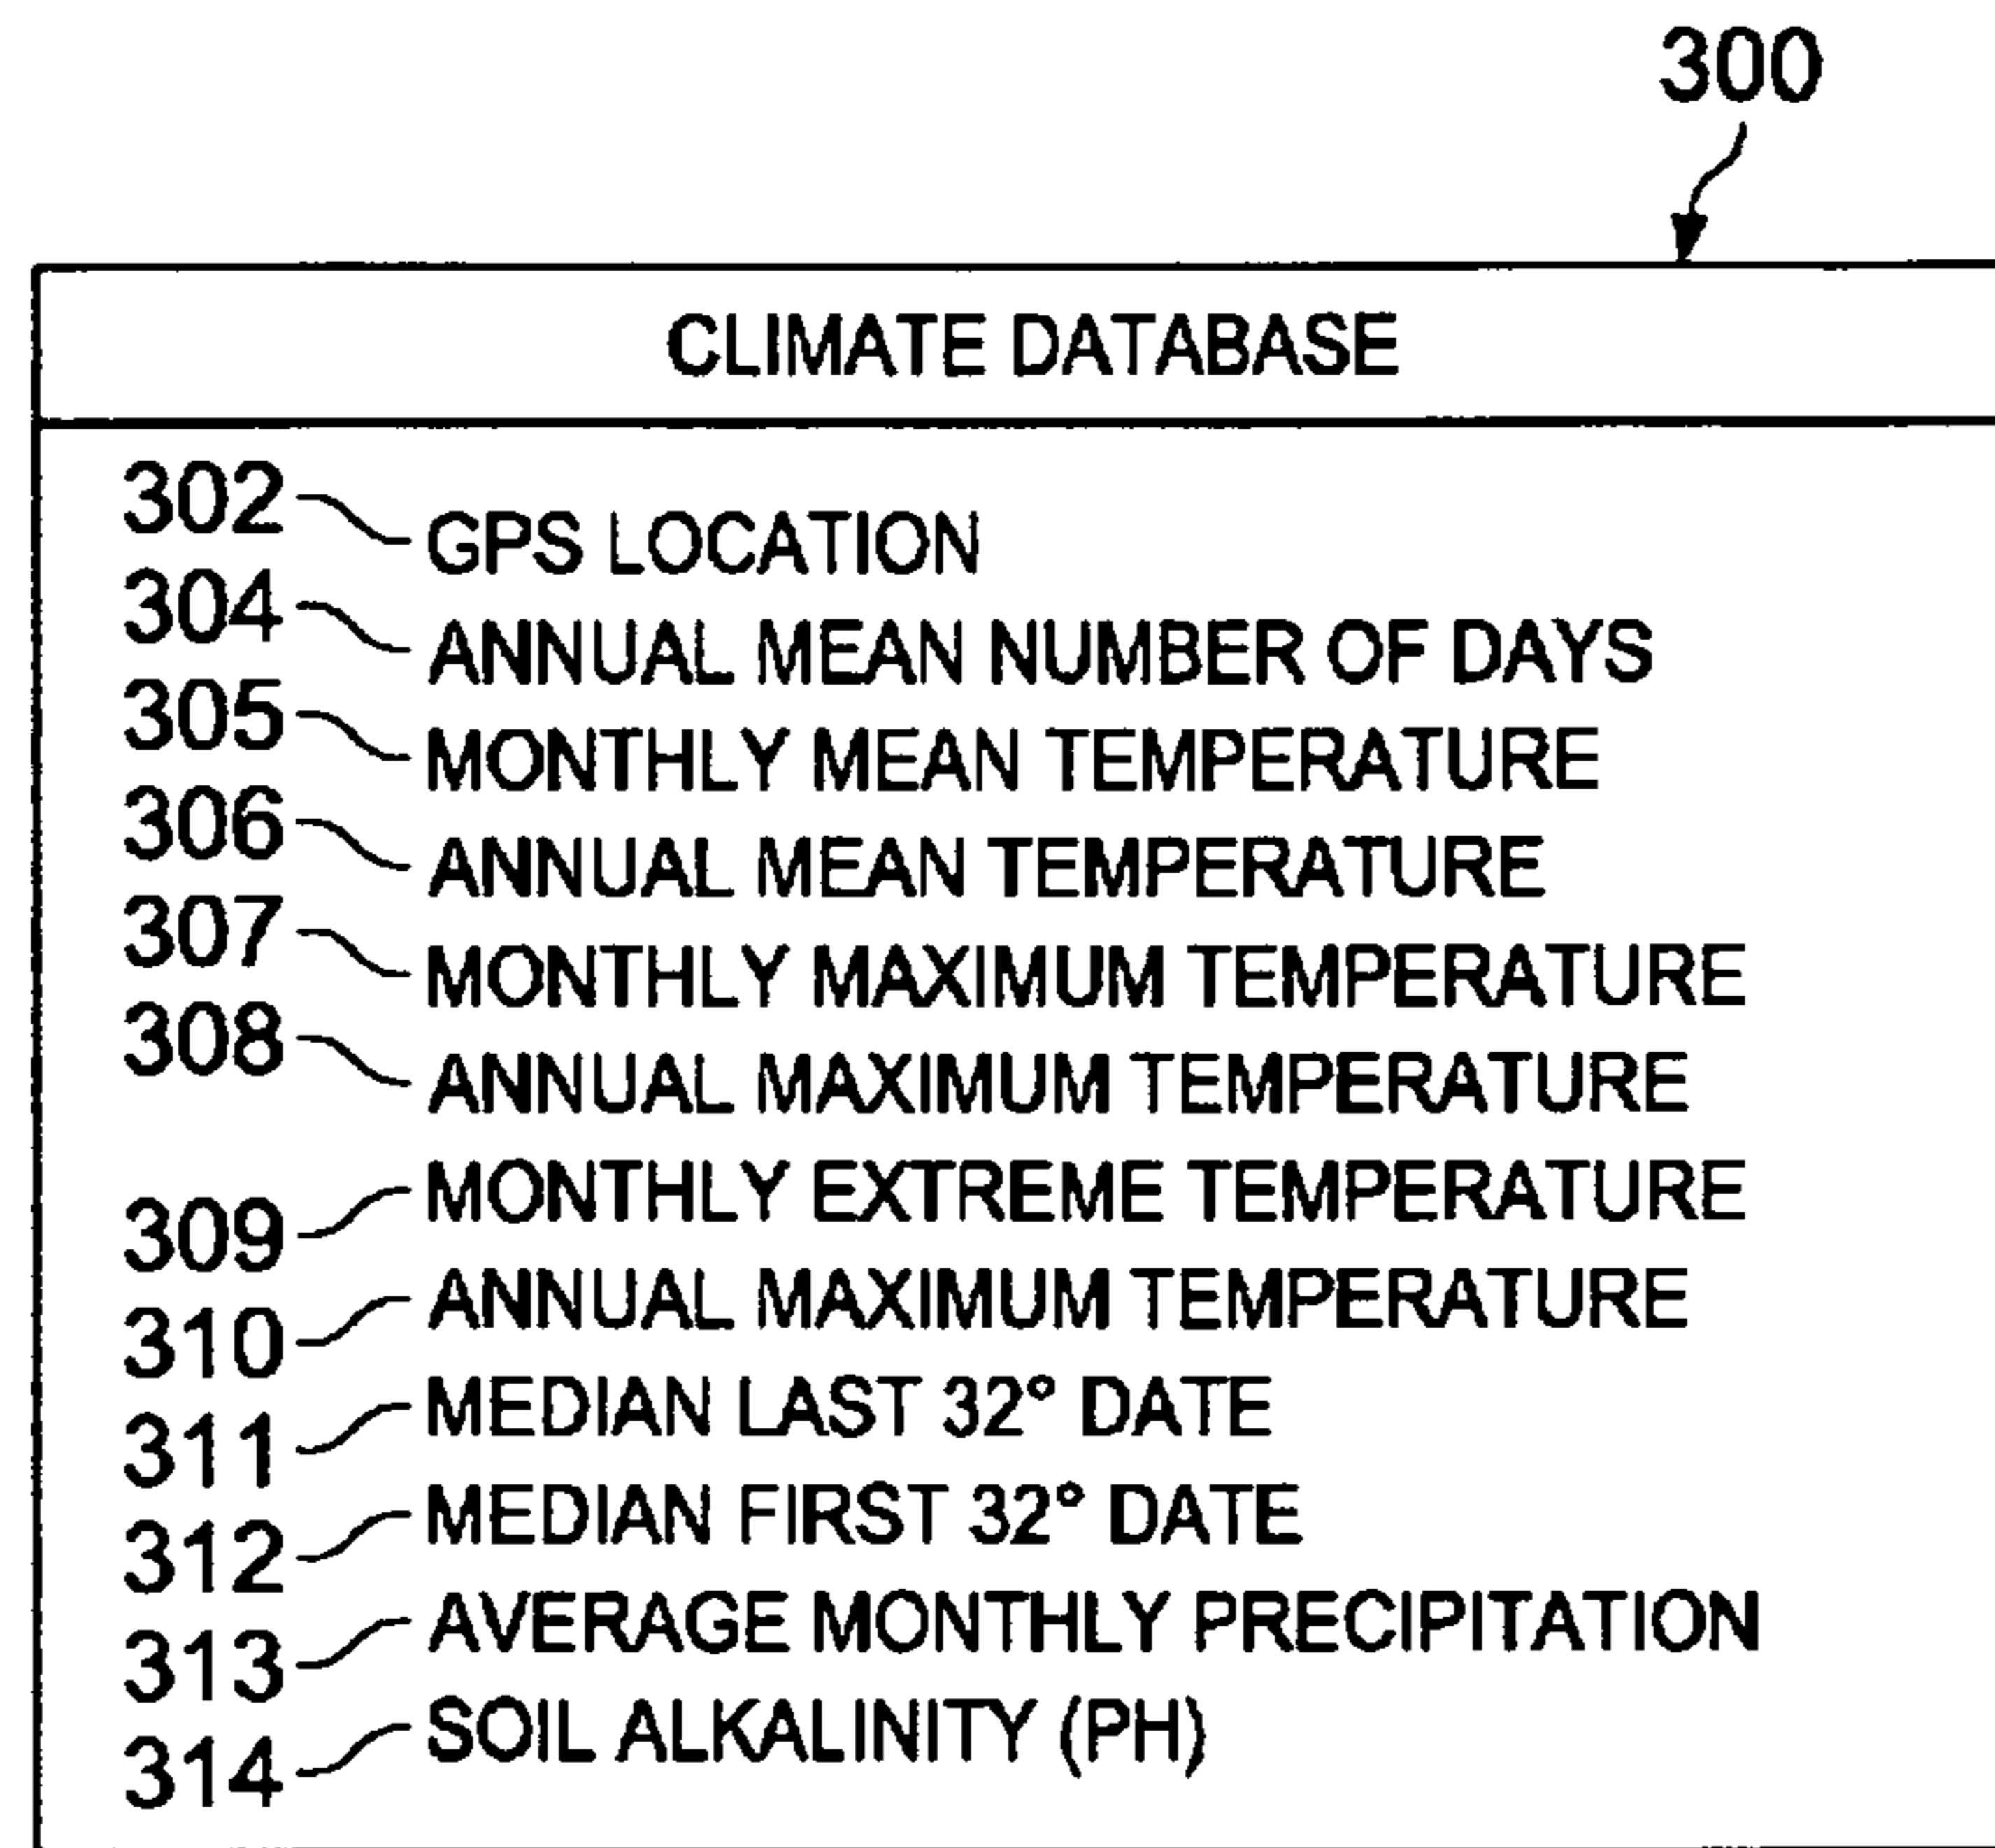 300
CLIMATE DATABASE
302 GPS LOCATION
304 ANNUAL MEAN NUMBER OF DAYS
305 MONTHLY MEAN TEMPERATURE
306 ANNUAL MEAN TEMPERATURE
307 MONTHLY MAXIMUM TEMPERATURE
308 ANNUAL MAXIMUM TEMPERATURE
309 MONTHLY EXTREME TEMPERATURE
310 ANNUAL MAXIMUM TEMPERATURE
311 MEDIAN LAST 32° DATE
312 MEDIAN FIRST 32° DATE
313 AVERAGE MONTHLY PRECIPITATION
314 SOIL ALKALINITY (PH)